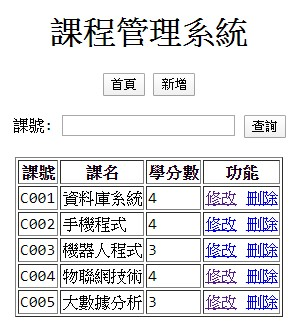 課程管理系統
首頁 新增
課號: 查詢
課號 課名 學分數 功能
C001 資料庫系統 4 修改 刪除
C002 手機程式 4 修改 刪除
C003 機器人程式 3 修改 刪除
C004 物聯網技術 4 修改 刪除
C005 大數據分析 3 修改 刪除